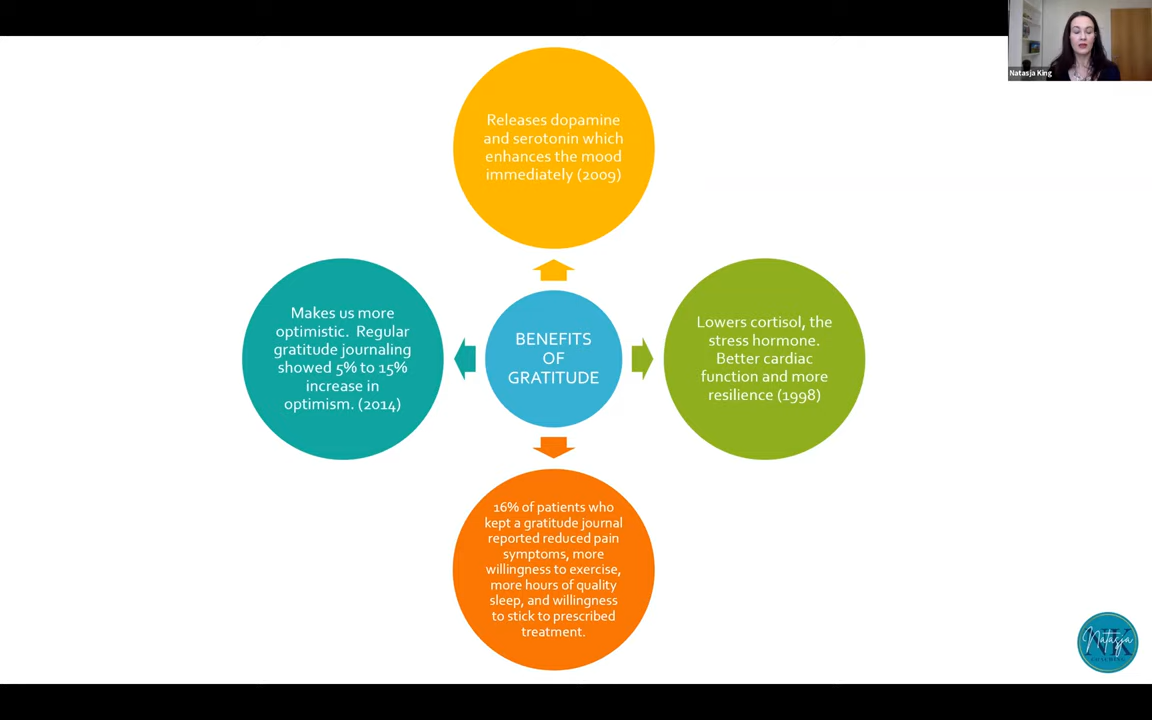 Natasja King
Releases dopamine
and serotonin which
enhances the mood
immediately (2009)
Makes us more
optimistic. Regular
gratitude journaling
showed 5% to 15%
increase in
optimism. (2014)
BENEFITS
OF
GRATITUDE
Lowers cortisol, the
stress hormone.
Better cardiac
function and more
resilience (1998)
16% of patients who
kept a gratitude journal
reported reduced pain
symptoms, more
willingness to exercise,
more hours of quality
sleep, and willingness
to stick to prescribed
treatment.
NK
Natasja
COACHING